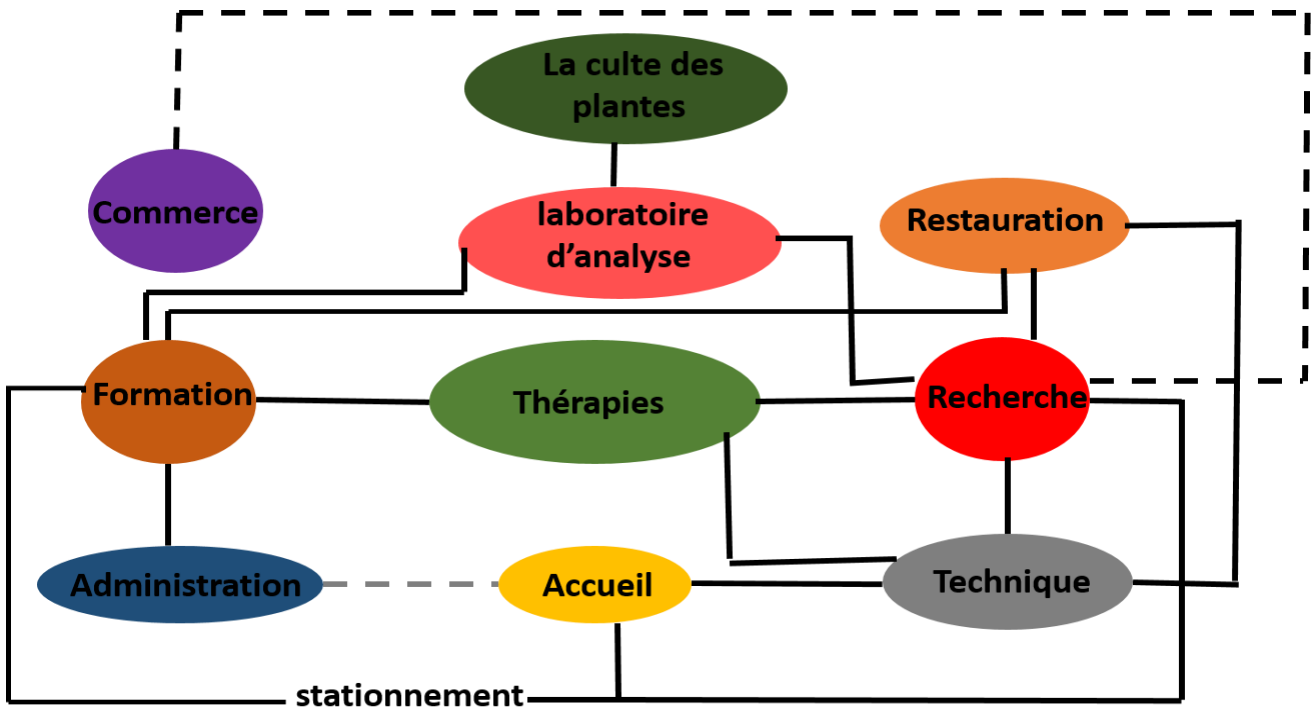 La culte des
plantes
Commerce
laboratoire
d'analyse
Restauration
Formation
Thérapies
Recherche
Administration
Accueil
Technique
stationnement